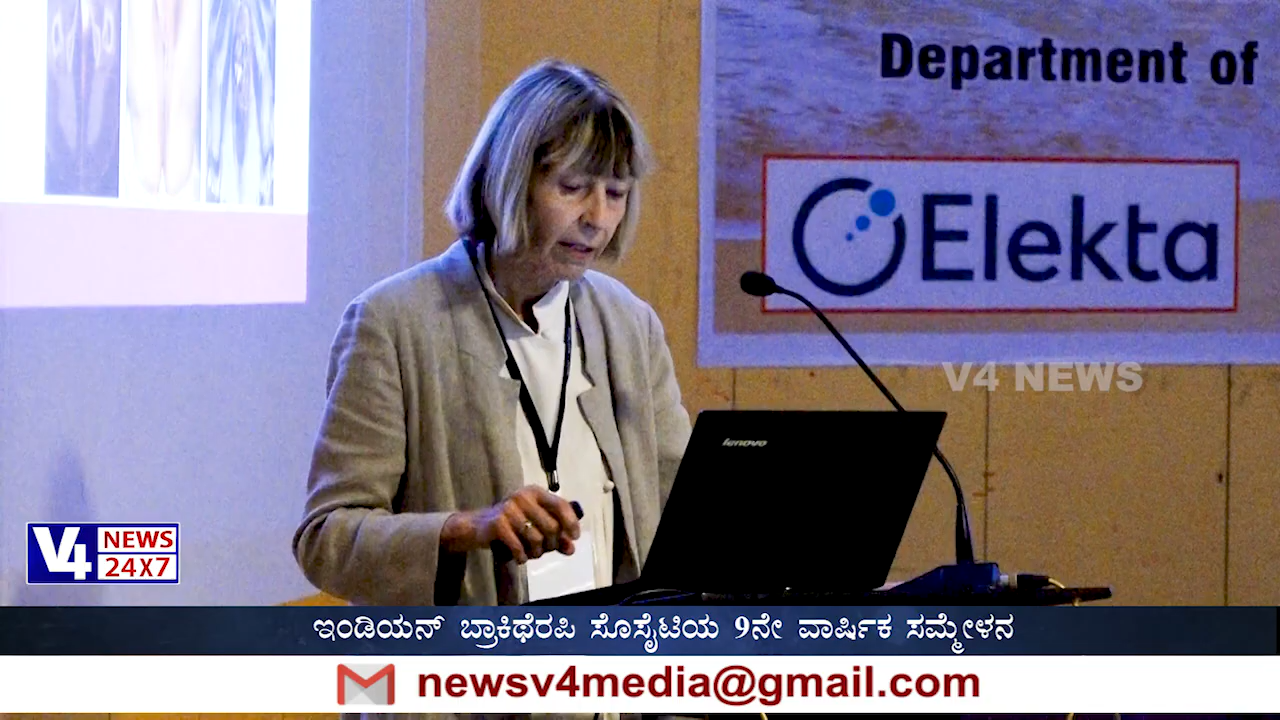 Department of
Elekta
V4 NEWS
lenovo
V4 NEWS
24X7
ಇಂಡಿಯನ್ ಬ್ರಾಕಿಥೆರಪಿ ಸೊಸೈಟಿಯ 9ನೇ ವಾರ್ಷಿಕ ಸಮ್ಮೇಳನ
newsv4media@gmail.com